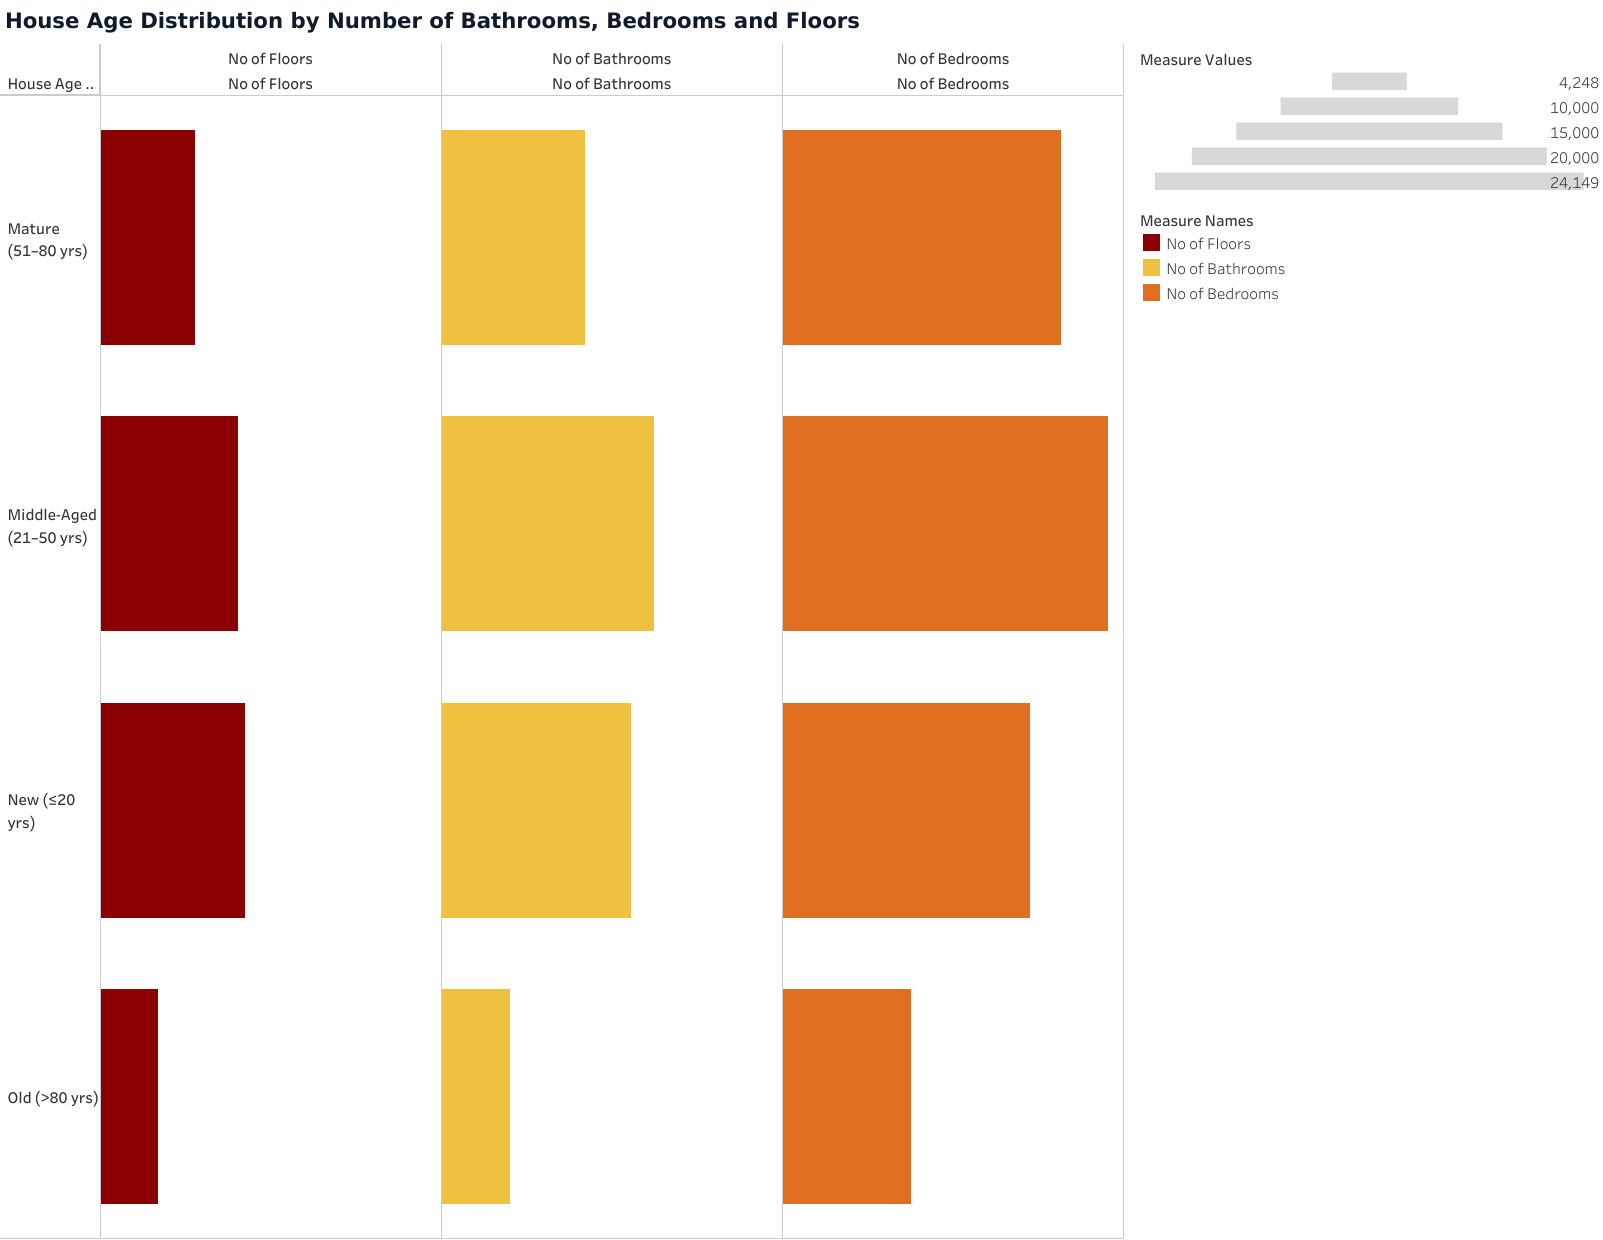 House Age Distribution by Number of Bathrooms, Bedrooms and Floors
No of Floors
No of Bathrooms
No of Bedrooms
House Age ..
No of Floors
No of Bathrooms
No of Bedrooms
Mature
(51–80 yrs)
Middle-Aged
(21–50 yrs)
New (≤20
yrs)
Old (>80 yrs)
Measure Values
4,248
10,000
15,000
20,000
24,149
Measure Names
No of Floors
No of Bathrooms
No of Bedrooms